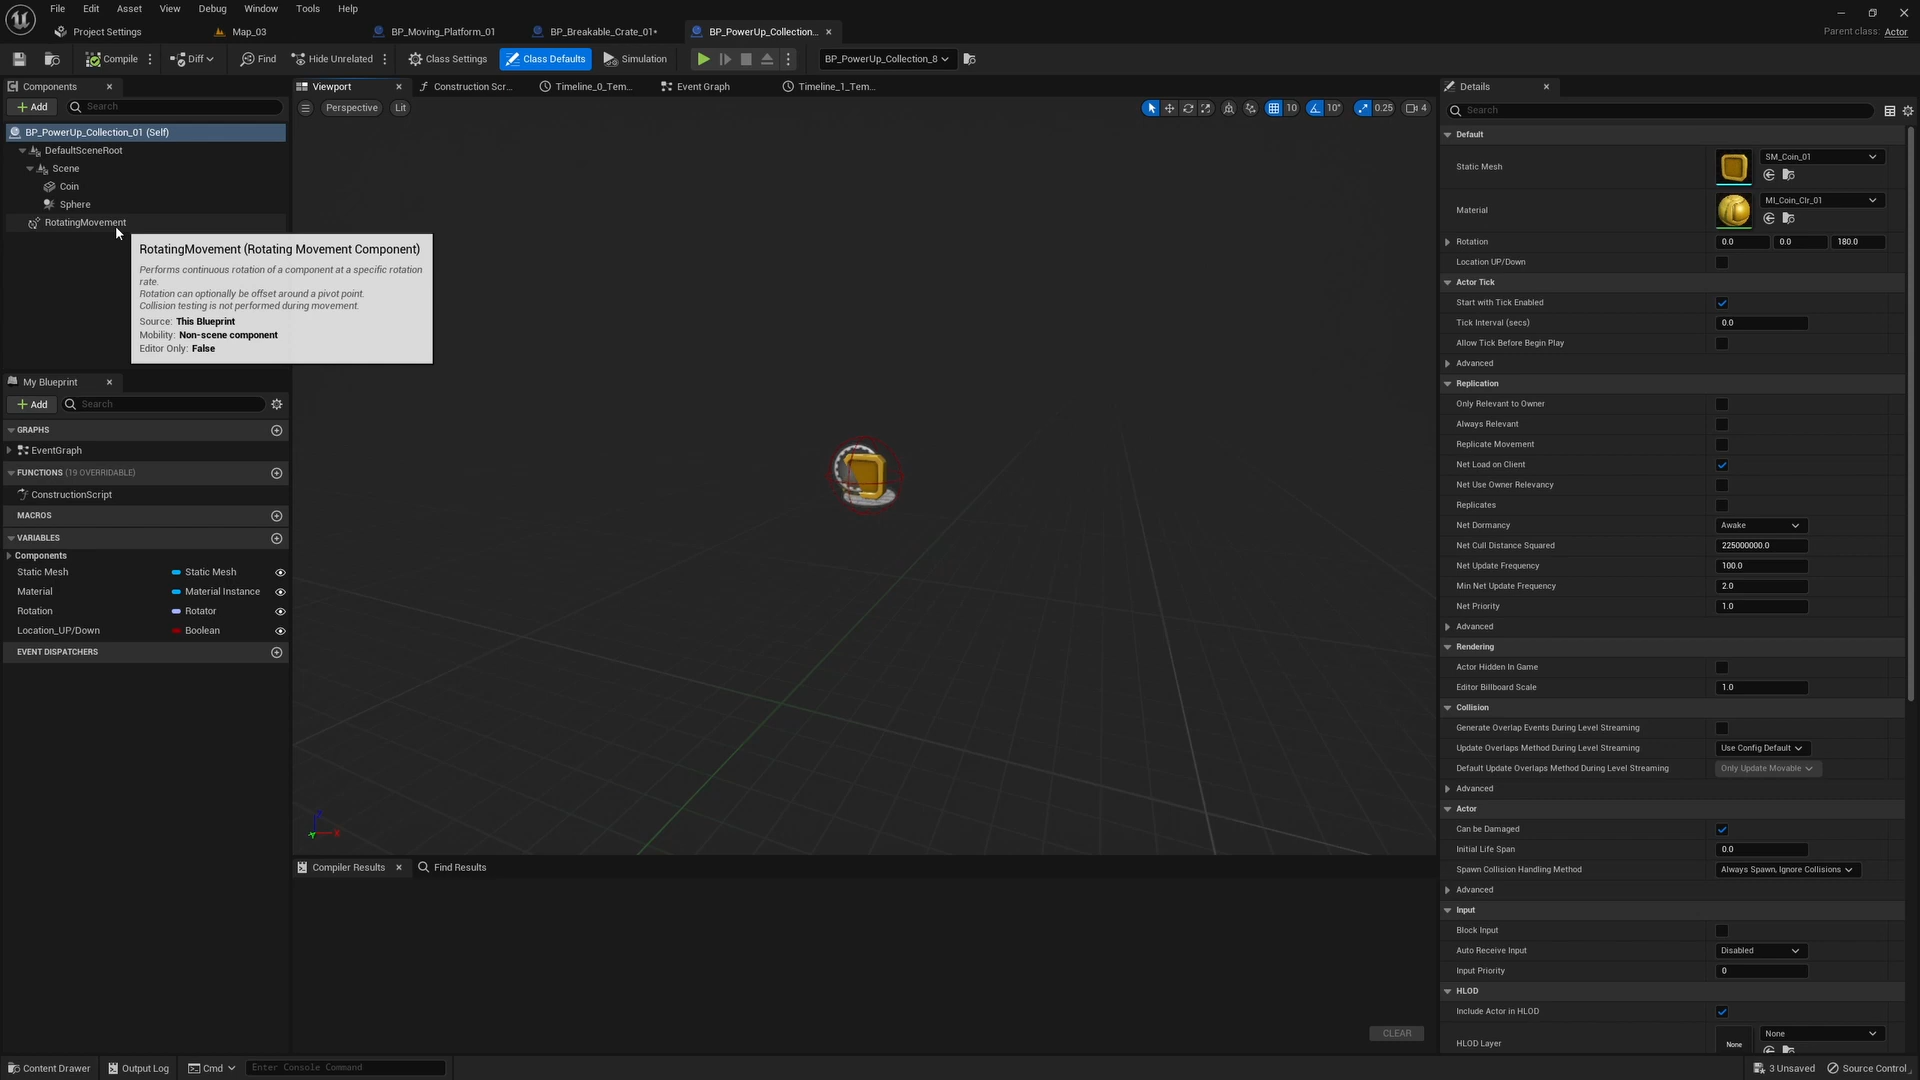 File Edit Asset View Debug Window Tools Help
Project Settings Map_03 BP_Moving_Platform_01 BP_Breakable_Crate_01* BP_PowerUp_Collection... Parent class: Actor
Compile Diff Find Hide Unrelated Class Settings Class Defaults Simulation BP_PowerUp_Collection_8
Components
Add Search
BP_PowerUp_Collection_01 (Self)
DefaultSceneRoot
Scene
Coin
Sphere
RotatingMovement
RotatingMovement (Rotating Movement Component)
Performs continuous rotation of a component at a specific rotation
rate.
Rotation can optionally be offset around a pivot point.
Collision testing is not performed during movement.
Source: This Blueprint
Mobility: Non-scene component
Editor Only: False
My Blueprint
Add Search
GRAPHS
EventGraph
FUNCTIONS (19 OVERRIDABLE)
ConstructionScript
MACROS
VARIABLES
Components
Static Mesh Static Mesh
Material Material Instance
Rotation Rotator
Location_UP/Down Boolean
EVENT DISPATCHERS
Viewport Construction Scr... Timeline_0_Tem... Event Graph Timeline_1_Tem...
Perspective Lit 10 10° 0.25 4
X Y
Compiler Results Find Results
CLEAR
Details
Search
Default
Static Mesh SM_Coin_01
Material MI_Coin_Clr_01
Rotation 0.0 0.0 180.0
Location UP/Down
Actor Tick
Start with Tick Enabled
Tick Interval (secs) 0.0
Allow Tick Before Begin Play
Advanced
Replication
Only Relevant to Owner
Always Relevant
Replicate Movement
Net Load on Client
Net Use Owner Relevancy
Replicates
Net Dormancy Awake
Net Cull Distance Squared 225000000.0
Net Update Frequency 100.0
Min Net Update Frequency 2.0
Net Priority 1.0
Advanced
Rendering
Actor Hidden In Game
Editor Billboard Scale 1.0
Collision
Generate Overlap Events During Level Streaming
Update Overlaps Method During Level Streaming Use Config Default
Default Update Overlaps Method During Level Streaming Only Update Movable
Advanced
Actor
Can be Damaged
Initial Life Span 0.0
Spawn Collision Handling Method Always Spawn, Ignore Collisions
Advanced
Input
Block Input
Auto Receive Input Disabled
Input Priority 0
HLOD
Include Actor in HLOD
HLOD Layer None None
Content Drawer Output Log Cmd Enter Console Command 3 Unsaved Source Control